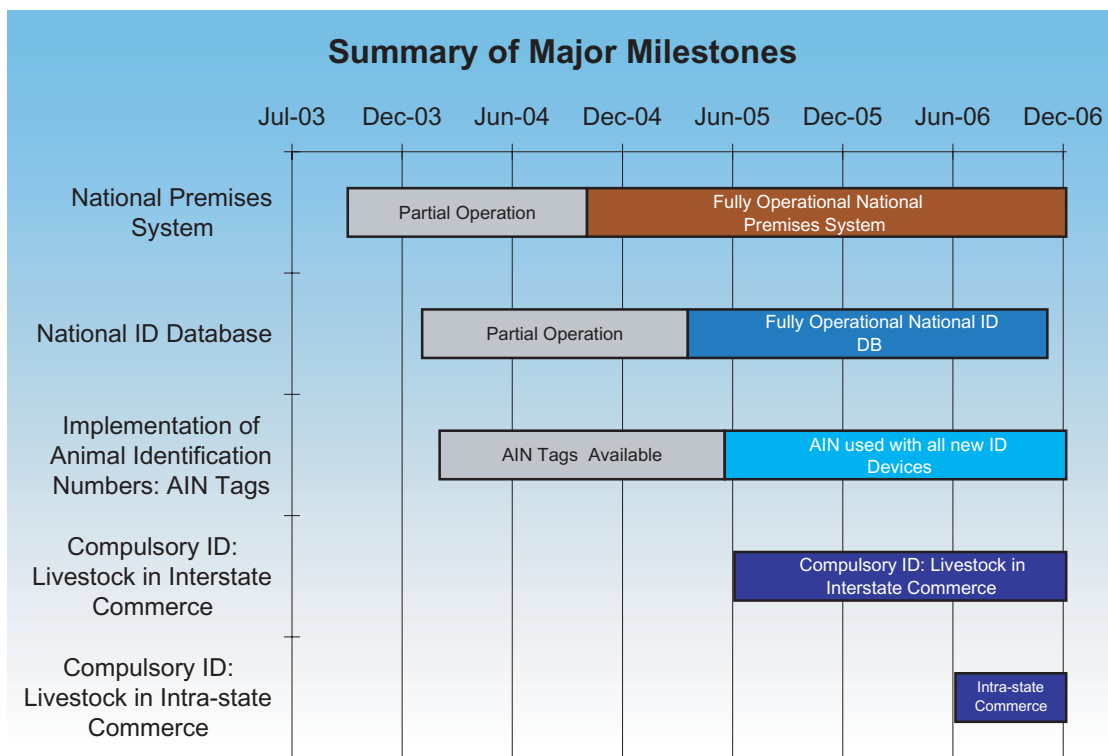 Summary of Major Milestones
Jul-03 Dec-03 Jun-04 Dec-04 Jun-05 Dec-05 Jun-06 Dec-06
National Premises
System
Partial Operation
Fully Operational National
Premises System
National ID Database
Partial Operation
Fully Operational National ID
DB
Implementation of
Animal Identification
Numbers: AIN Tags
AIN Tags Available
AIN used with all new ID
Devices
Compulsory ID:
Livestock in Interstate
Commerce
Compulsory ID: Livestock in
Interstate Commerce
Compulsory ID:
Livestock in Intra-state
Commerce
Intra-state
Commerce